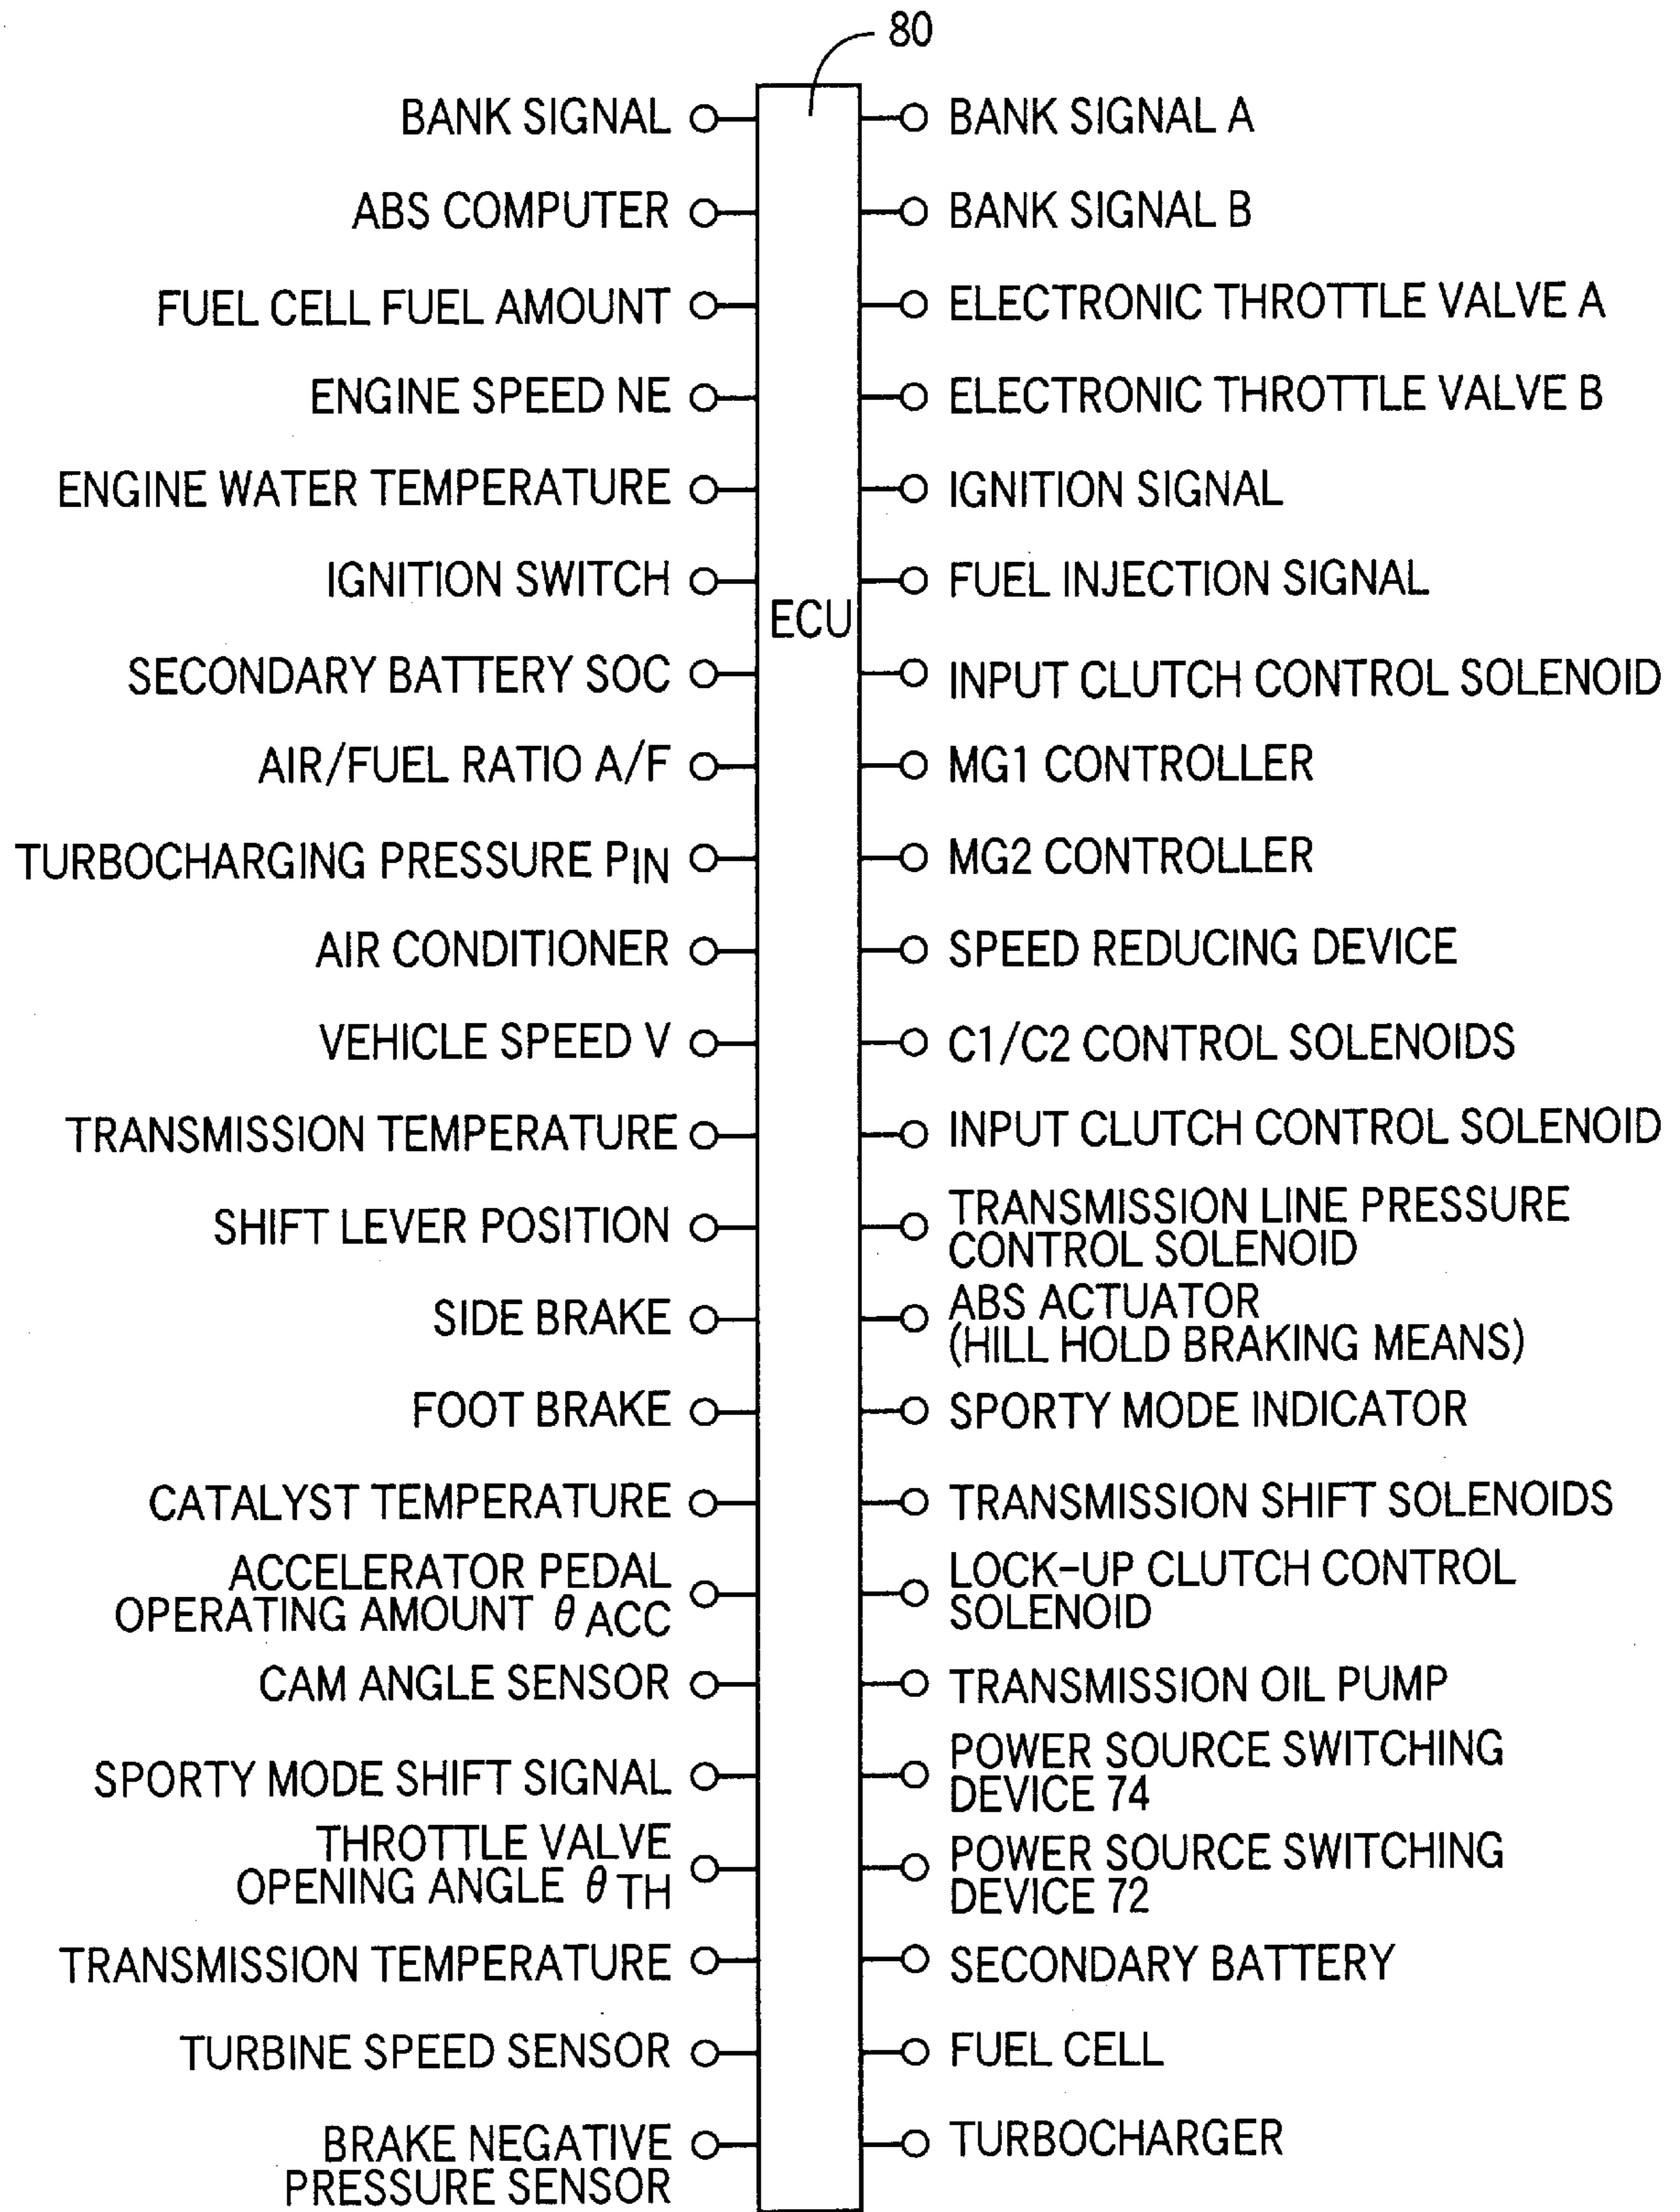 80
BANK SIGNAL
ABS COMPUTER
FUEL CELL FUEL AMOUNT
ENGINE SPEED NE
ENGINE WATER TEMPERATURE
IGNITION SWITCH
SECONDARY BATTERY SOC
AIR/FUEL RATIO A/F
TURBOCHARGING PRESSURE PIN
AIR CONDITIONER
VEHICLE SPEED V
TRANSMISSION TEMPERATURE
SHIFT LEVER POSITION
SIDE BRAKE
FOOT BRAKE
CATALYST TEMPERATURE
ACCELERATOR PEDAL
OPERATING AMOUNT θ ACC
CAM ANGLE SENSOR
SPORTY MODE SHIFT SIGNAL
THROTTLE VALVE
OPENING ANGLE θ TH
TRANSMISSION TEMPERATURE
TURBINE SPEED SENSOR
BRAKE NEGATIVE
PRESSURE SENSOR
ECU
BANK SIGNAL A
BANK SIGNAL B
ELECTRONIC THROTTLE VALVE A
ELECTRONIC THROTTLE VALVE B
IGNITION SIGNAL
FUEL INJECTION SIGNAL
INPUT CLUTCH CONTROL SOLENOID
MG1 CONTROLLER
MG2 CONTROLLER
SPEED REDUCING DEVICE
C1/C2 CONTROL SOLENOIDS
INPUT CLUTCH CONTROL SOLENOID
TRANSMISSION LINE PRESSURE
CONTROL SOLENOID
ABS ACTUATOR
(HILL HOLD BRAKING MEANS)
SPORTY MODE INDICATOR
TRANSMISSION SHIFT SOLENOIDS
LOCK-UP CLUTCH CONTROL
SOLENOID
TRANSMISSION OIL PUMP
POWER SOURCE SWITCHING
DEVICE 74
POWER SOURCE SWITCHING
DEVICE 72
SECONDARY BATTERY
FUEL CELL
TURBOCHARGER